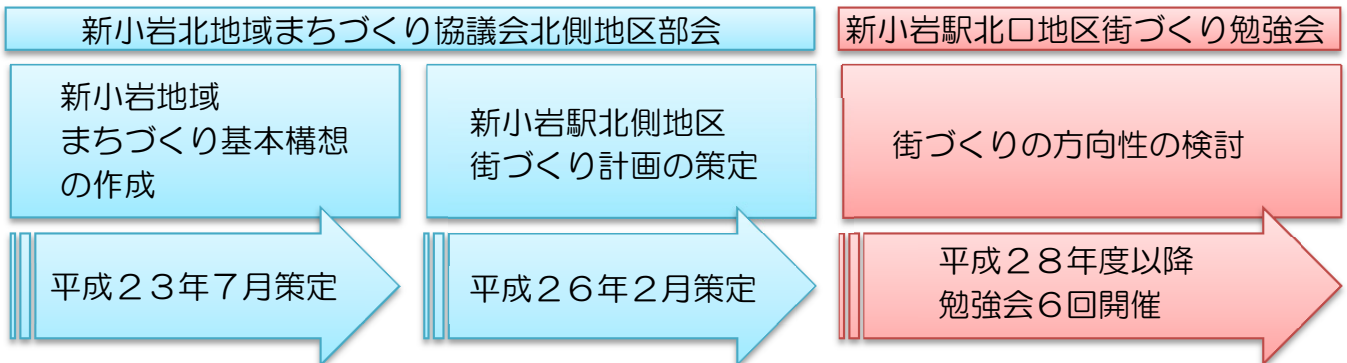 新小岩北地域まちづくり協議会北側地区部会
新小岩駅北口地区街づくり勉強会
新小岩地域
まちづくり基本構想
の作成
新小岩駅北側地区
街づくり計画の策定
街づくりの方向性の検討
平成２３年７月策定
平成２６年２月策定
平成２８年度以降
勉強会６回開催